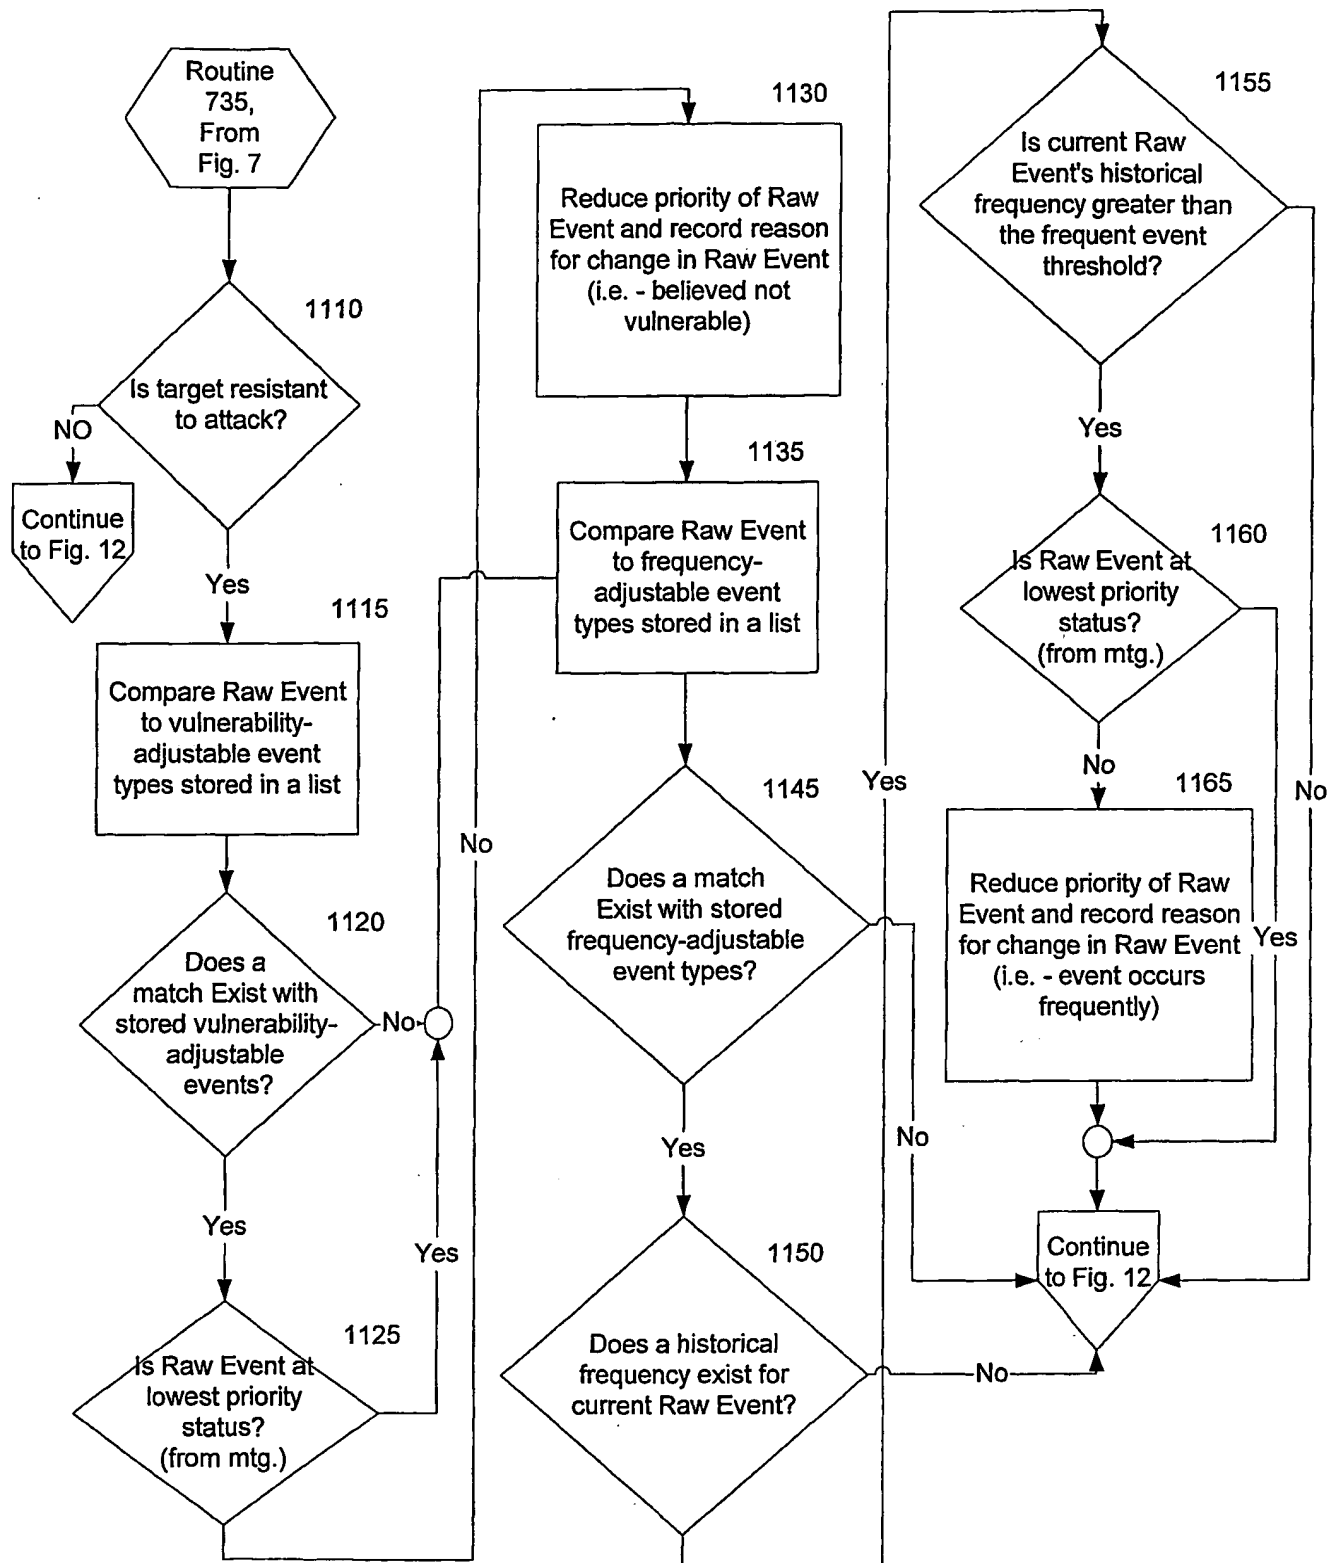 Routine
735,
From
Fig. 7
1110
Is target resistant
to attack?
NO
Continue
to Fig. 12
Yes
1115
Compare Raw Event
to vulnerability-
adjustable event
types stored in a list
1120
Does a
match Exist with
stored vulnerability-
adjustable
events?
No
Yes
1125
Is Raw Event at
lowest priority
status?
(from mtg.)
Yes
No
1130
Reduce priority of Raw
Event and record reason
for change in Raw Event
(i.e. - believed not
vulnerable)
1135
Compare Raw Event
to frequency-
adjustable event
types stored in a list
1145
Does a match
Exist with stored
frequency-adjustable
event types?
No
Yes
1150
Does a historical
frequency exist for
current Raw Event?
No
Yes
1155
Is current Raw
Event's historical
frequency greater than
the frequent event
threshold?
No
Yes
1160
Is Raw Event at
lowest priority
status?
(from mtg.)
No
Yes
1165
Reduce priority of Raw
Event and record reason
for change in Raw Event
(i.e. - event occurs
frequently)
Continue
to Fig. 12